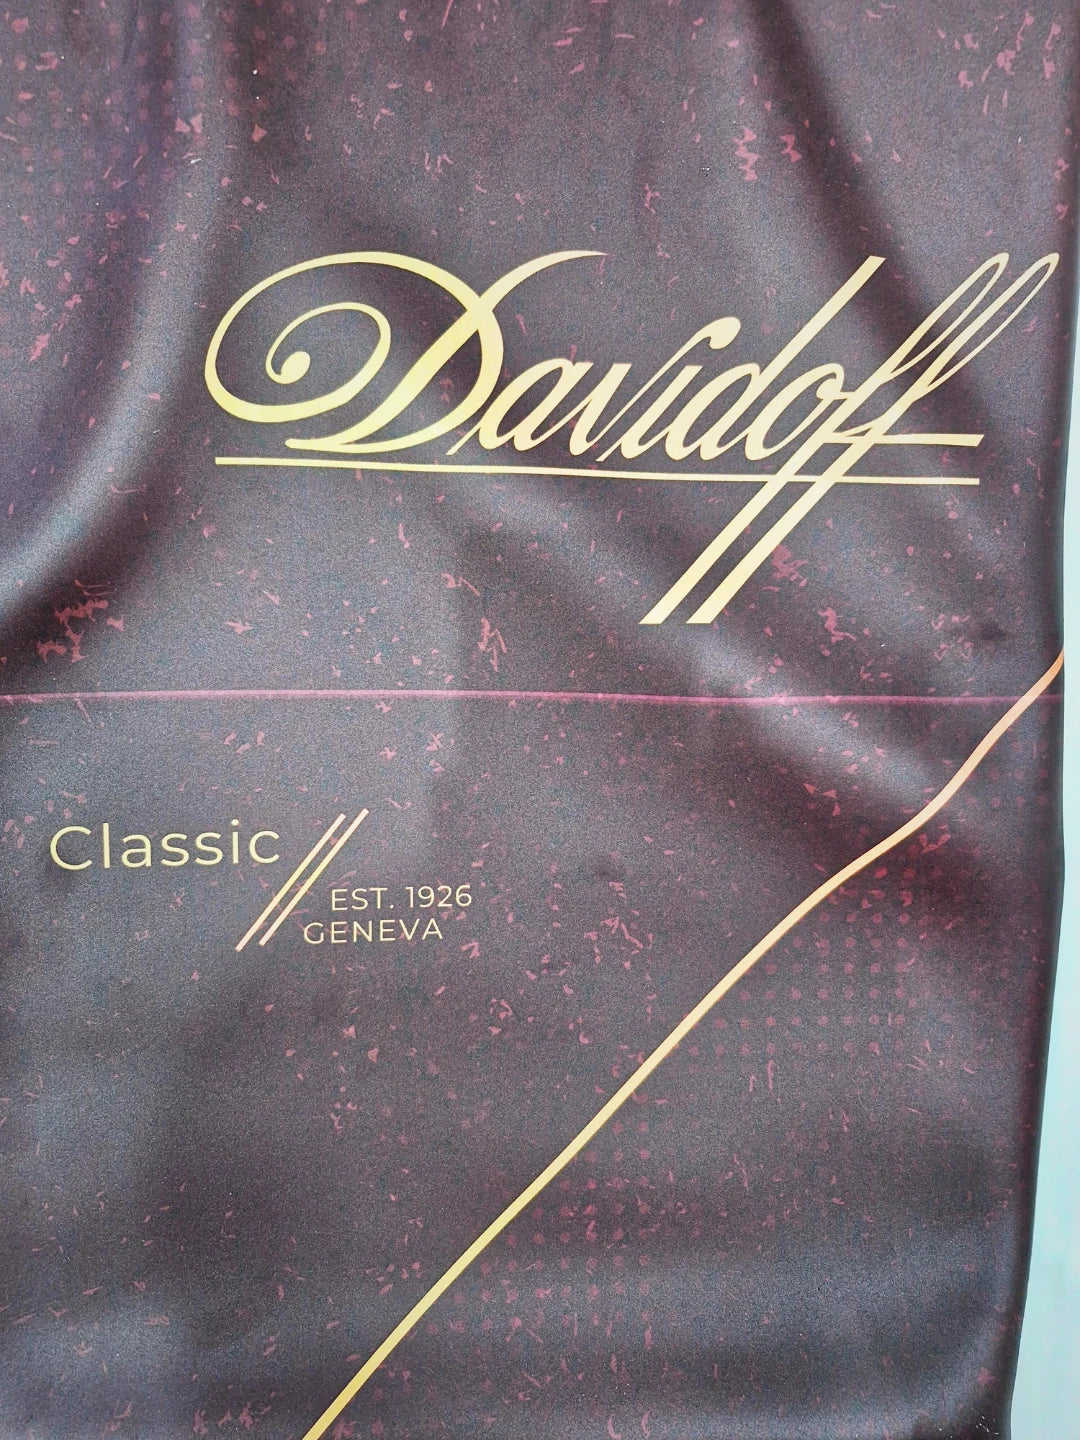 Davidoff
Classic
EST. 1926
GENEVA